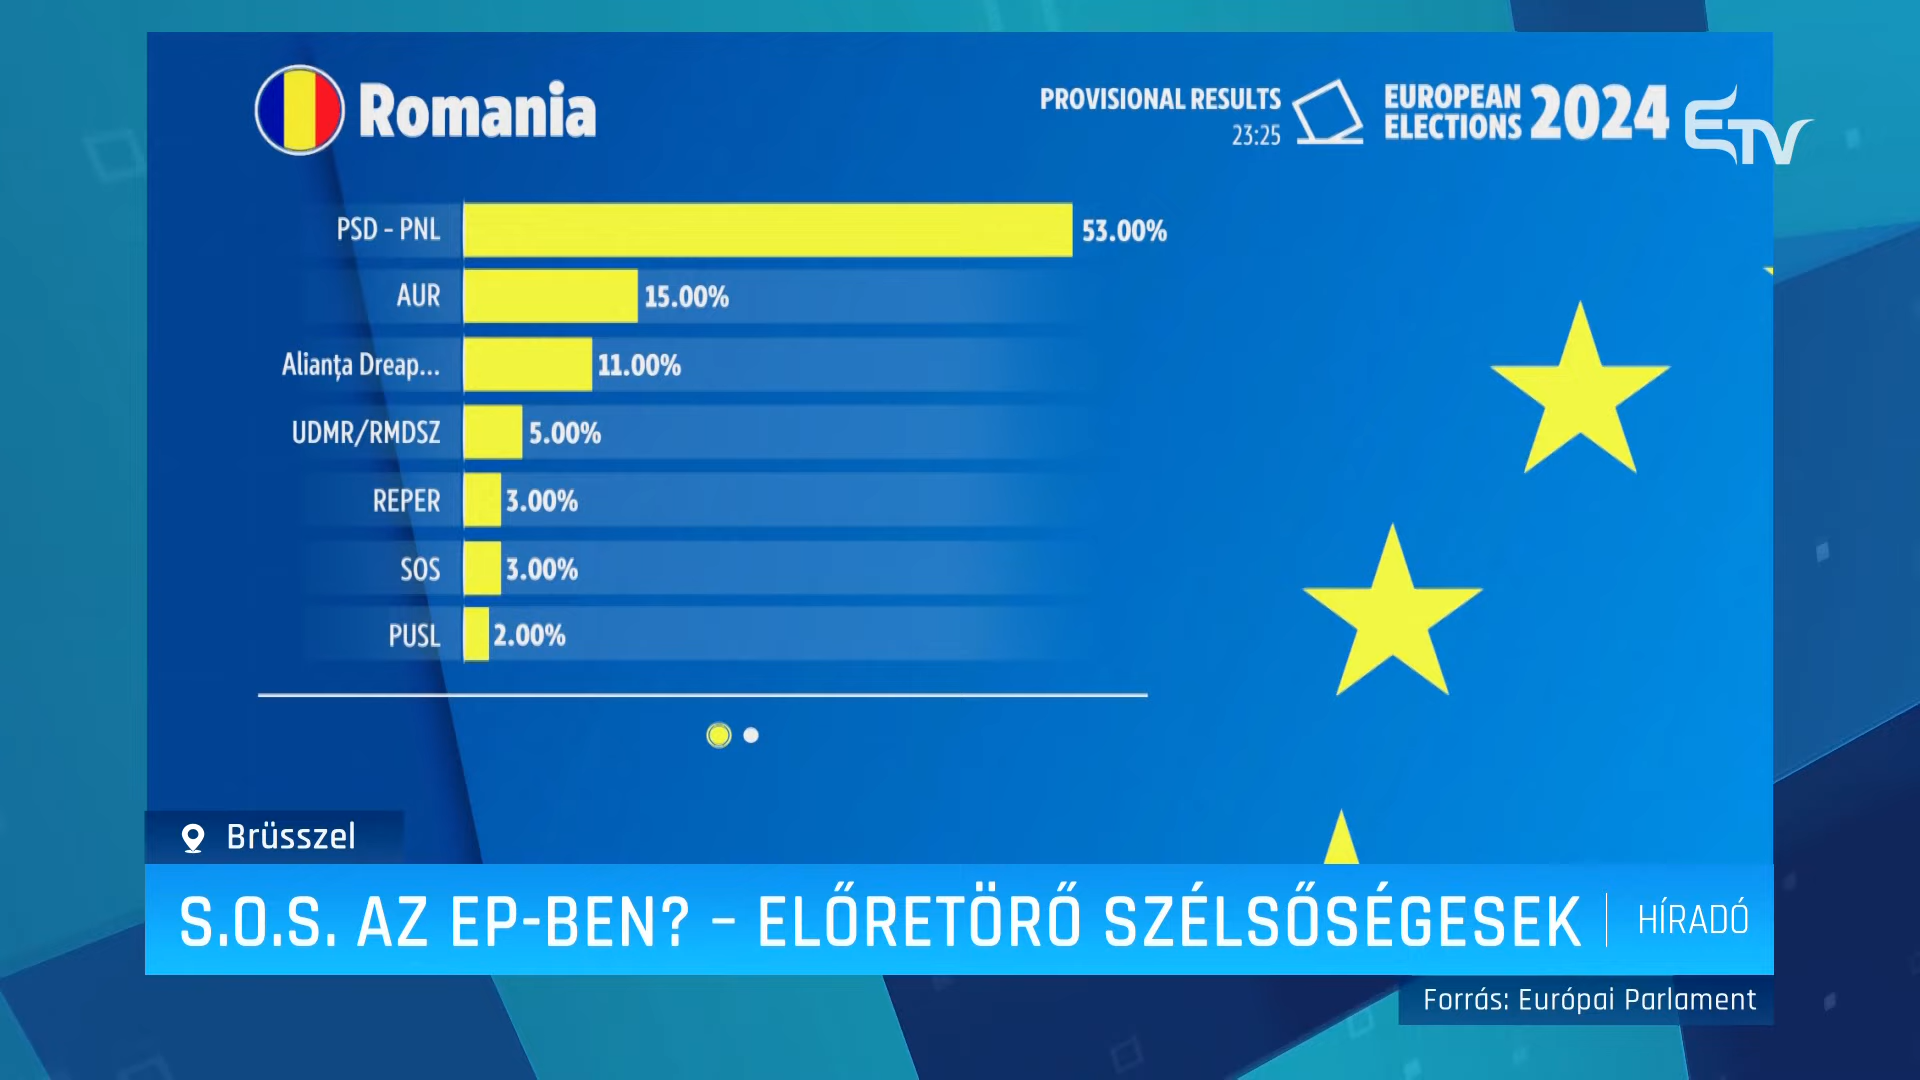 Romania
PROVISIONAL RESULTS
23:25
EUROPEAN
ELECTIONS 2024
ETV
PSD - PNL 53.00%
AUR 15.00%
Alianța Dreap... 11.00%
UDMR/RMDSZ 5.00%
REPER 3.00%
SOS 3.00%
PUSL 2.00%
Brüsszel
S.O.S. AZ EP-BEN? – ELŐRETÖRŐ SZÉLSŐSÉGESEK
HÍRADÓ
Forrás: Európai Parlament